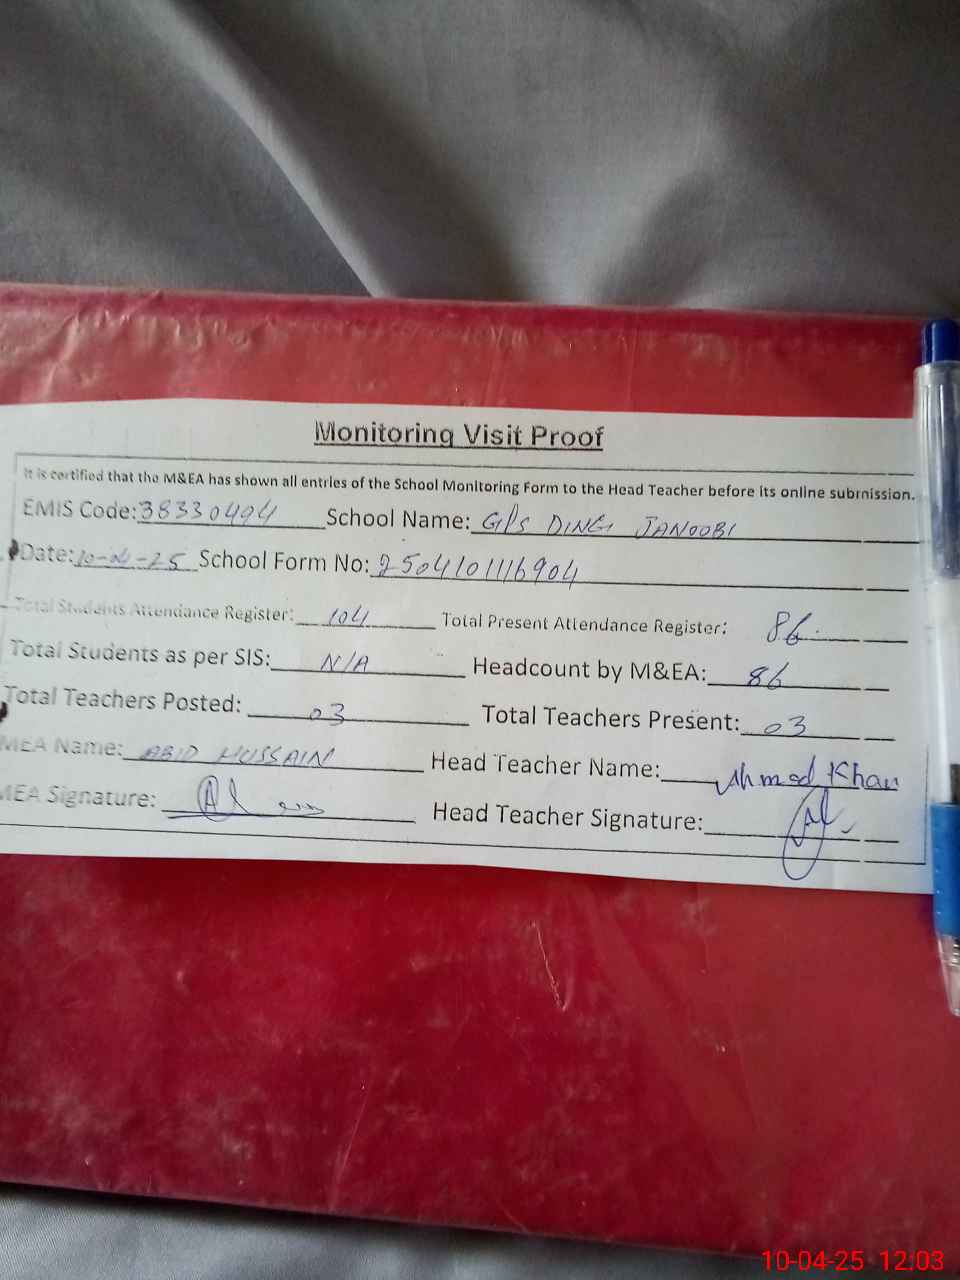 Monitoring Visit Proof
It is certified that the M&EA has shown all entries of the School Monitoring Form to the Head Teacher before its online submission.
EMIS Code: 38330494 School Name: GPS DING JANOOBI
Date: 10-04-25 School Form No: 2504101116904
Total Students Attendance Register: 104 Total Present Attendance Register: 86
Total Students as per SIS: N/A Headcount by M&EA: 86
Total Teachers Posted: 03 Total Teachers Present: 03
MEA Name: ABID HUSSAIN Head Teacher Name: Ahmed Khan
MEA Signature: Head Teacher Signature:
10-04-25 12:03